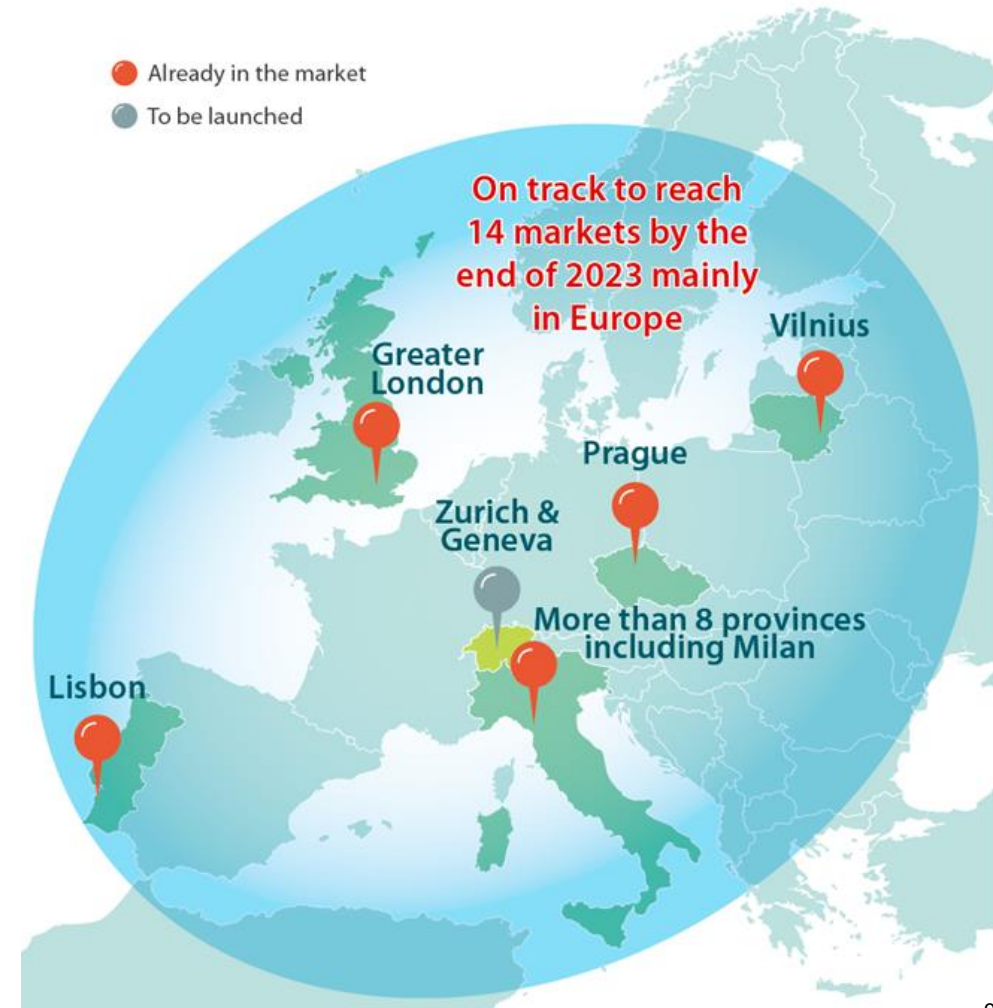 Already in the market
To be launched
On track to reach
14 markets by the
end of 2023 mainly
in Europe
Vilnius
Greater
London
Prague
Zurich &
Geneva
More than 8 provinces
including Milan
Lisbon